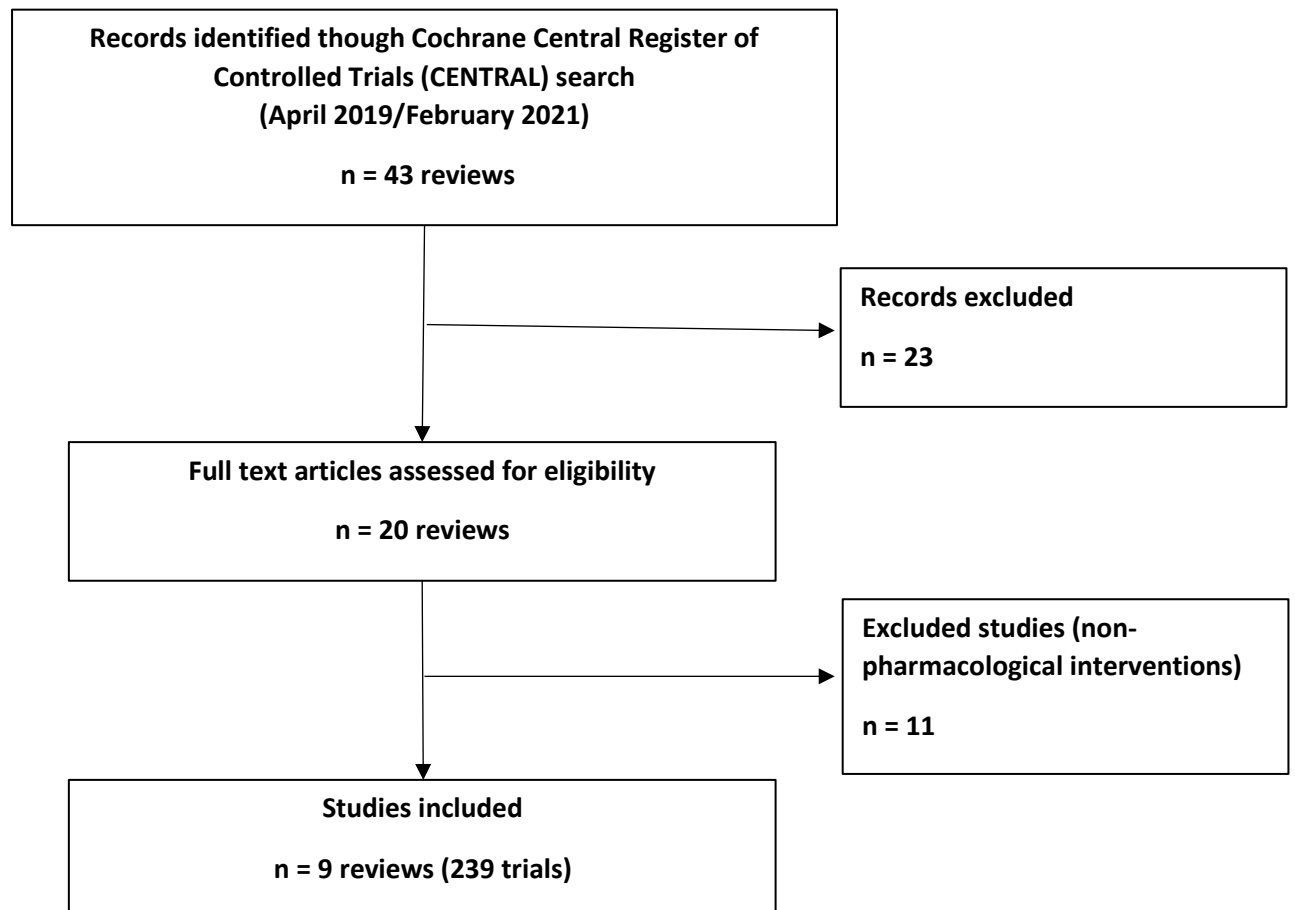 Records identified though Cochrane Central Register of
Controlled Trials (CENTRAL) search
(April 2019/February 2021)
n = 43 reviews
Records excluded
n = 23
Full text articles assessed for eligibility
n = 20 reviews
Excluded studies (non-
pharmacological interventions)
n = 11
Studies included
n = 9 reviews (239 trials)